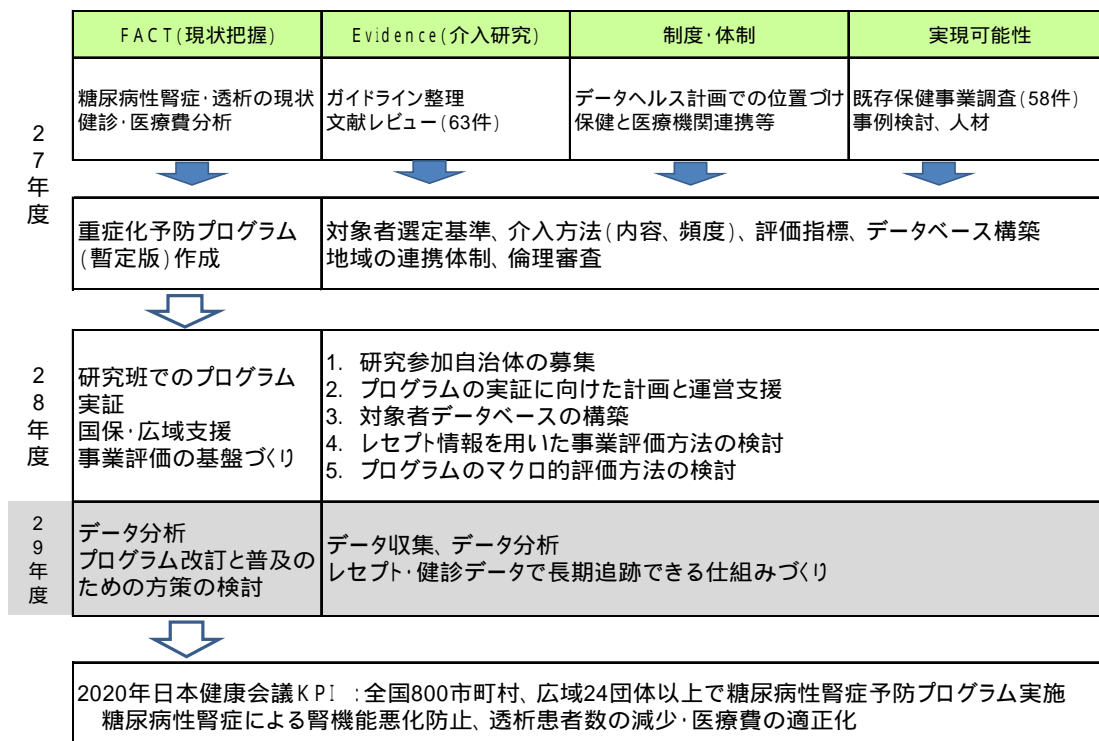 FACT(現状把握)
Evidence(介入研究)
制度・体制
実現可能性
27年度
糖尿病性腎症・透析の現状
健診・医療費分析
ガイドライン整理
文献レビュー(63件)
データヘルス計画での位置づけ
保健と医療機関連携等
既存保健事業調査(58件)
事例検討、人材
重症化予防プログラム
(暫定版)作成
対象者選定基準、介入方法(内容、頻度)、評価指標、データベース構築
地域の連携体制、倫理審査
28年度
研究班でのプログラム
実証
国保・広域支援
事業評価の基盤づくり
1. 研究参加自治体の募集
2. プログラムの実証に向けた計画と運営支援
3. 対象者データベースの構築
4. レセプト情報を用いた事業評価方法の検討
5. プログラムのマクロ的評価方法の検討
29年度
データ分析
プログラム改訂と普及の
ための方策の検討
データ収集、データ分析
レセプト・健診データで長期追跡できる仕組みづくり
2020年日本健康会議KPI :全国800市町村、広域24団体以上で糖尿病性腎症予防プログラム実施
糖尿病性腎症による腎機能悪化防止、透析患者数の減少・医療費の適正化